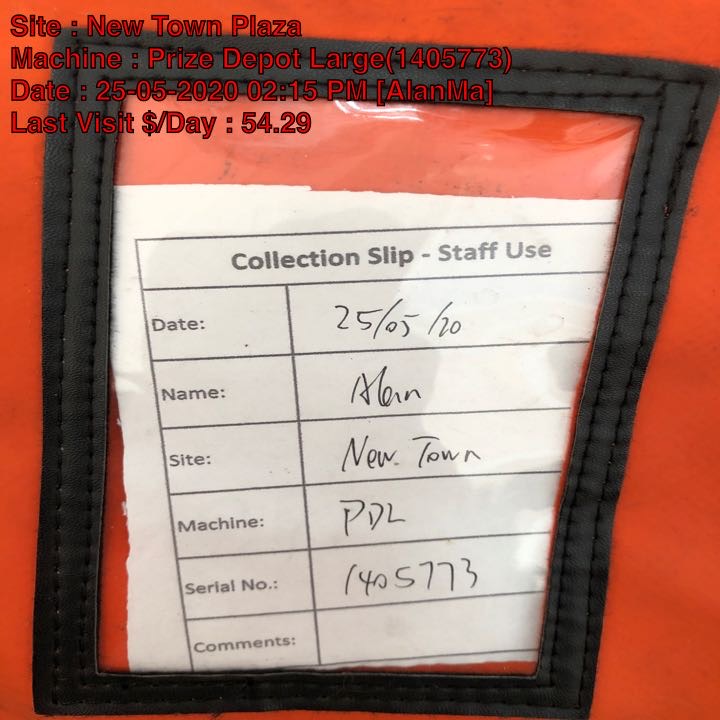 Site : New Town Plaza
Machine : Prize Depot Large(1405773)
Date : 25-05-2020 02:15 PM [AlanMa]
Last Visit $/Day : 54.29
Collection Slip - Staff Use
Date: 25/05/20
Name: Alan
Site: New Town
Machine: PDL
Serial No.: 1405773
Comments: